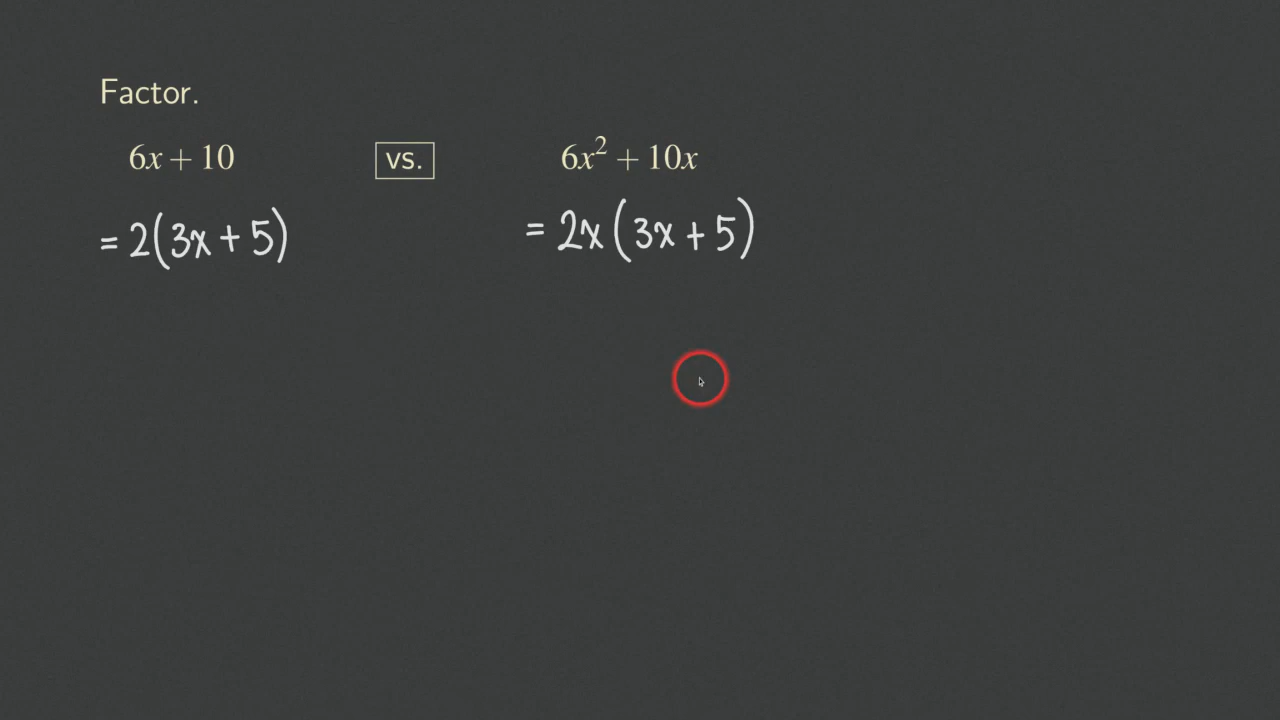 Factor.
6x + 10 vs. 6x² + 10x
= 2(3x + 5) = 2x(3x + 5)